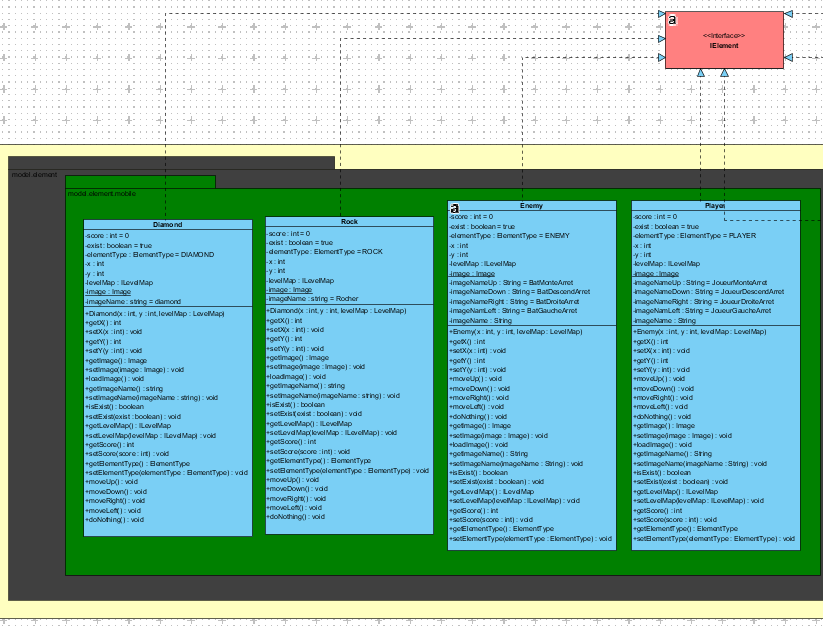 a
<<Interface>>
IElement
model.element
model.element.mobile
Diamond
-score : int = 0
-exist : boolean = true
-elementType : ElementType = DIAMOND
-x : int
-y : int
-levelMap : ILevelMap
-image : Image
-imageName : string = diamond
+Diamond(x : int, y : int, levelMap : LevelMap)
+getX() : int
+setX(x : int) : void
+getY() : int
+setY(y : int) : void
+getImage() : Image
+setImage(image : Image) : void
+loadImage() : void
+getImageName() : string
+setImageName(imageName : string) : void
+isExist() : boolean
+setExist(exist : boolean) : void
+getLevelMap() : ILevelMap
+setLevelMap(levelMap : ILevelMap) : void
+getScore() : int
+setScore(score : int) : void
+getElementType() : ElementType
+setElementType(elementType : ElementType) : void
+moveUp() : void
+moveDown() : void
+moveRight() : void
+moveLeft() : void
+doNothing() : void
Rock
-score : int = 0
-exist : boolean = true
-elementType : ElementType = ROCK
-x : int
-y : int
-levelMap : ILevelMap
-image : Image
-imageName : string = Rocher
+Diamond(x : int, y : int, levelMap : LevelMap)
+getX() : int
+setX(x : int) : void
+getY() : int
+setY(y : int) : void
+getImage() : Image
+setImage(image : Image) : void
+loadImage() : void
+getImageName() : string
+setImageName(imageName : string) : void
+isExist() : boolean
+setExist(exist : boolean) : void
+getLevelMap() : ILevelMap
+setLevelMap(levelMap : ILevelMap) : void
+getScore() : int
+setScore(score : int) : void
+getElementType() : ElementType
+setElementType(elementType : ElementType) : void
+moveUp() : void
+moveDown() : void
+moveRight() : void
+moveLeft() : void
+doNothing() : void
a
Enemy
-score : int = 0
-exist : boolean = true
-elementType : ElementType = ENEMY
-x : int
-y : int
-levelMap : ILevelMap
-image : Image
-imageNameUp : String = BatMonteArret
-imageNameDown : String = BatDescendArret
-imageNameRight : String = BatDroiteArret
-imageNamLeft : String = BatGaucheArret
-imageName : String
+Enemy(x : int, y : int, levelMap : LevelMap)
+getX() : int
+setX(x : int) : void
+getY() : int
+setY(y : int) : void
+moveUp() : void
+moveDown() : void
+moveRight() : void
+moveLeft() : void
+doNothing() : void
+getImage() : Image
+setImage(image : Image) : void
+loadImage() : void
+getImageName() : String
+setImageName(imageName : String) : void
+isExist() : boolean
+setExist(exist : boolean) : void
+getLevelMap() : ILevelMap
+setLevelMap(levelMap : ILevelMap) : void
+getScore() : int
+setScore(score : int) : void
+getElementType() : ElementType
+setElementType(elementType : ElementType) : void
Player
-score : int = 0
-exist : boolean = true
-elementType : ElementType = PLAYER
-x : int
-y : int
-levelMap : ILevelMap
-image : Image
-imageNameUp : String = JoueurMonteArret
-imageNameDown : String = JoueurDescendArret
-imageNameRight : String = JoueurDroiteArret
-imageNamLeft : String = JoueurGaucheArret
-imageName : String
+Enemy(x : int, y : int, levelMap : LevelMap)
+getX() : int
+setX(x : int) : void
+getY() : int
+setY(y : int) : void
+moveUp() : void
+moveDown() : void
+moveRight() : void
+moveLeft() : void
+doNothing() : void
+getImage() : Image
+setImage(image : Image) : void
+loadImage() : void
+getImageName() : String
+setImageName(imageName : String) : void
+isExist() : boolean
+setExist(exist : boolean) : void
+getLevelMap() : ILevelMap
+setLevelMap(levelMap : ILevelMap) : void
+getScore() : int
+setScore(score : int) : void
+getElementType() : ElementType
+setElementType(elementType : ElementType) : void